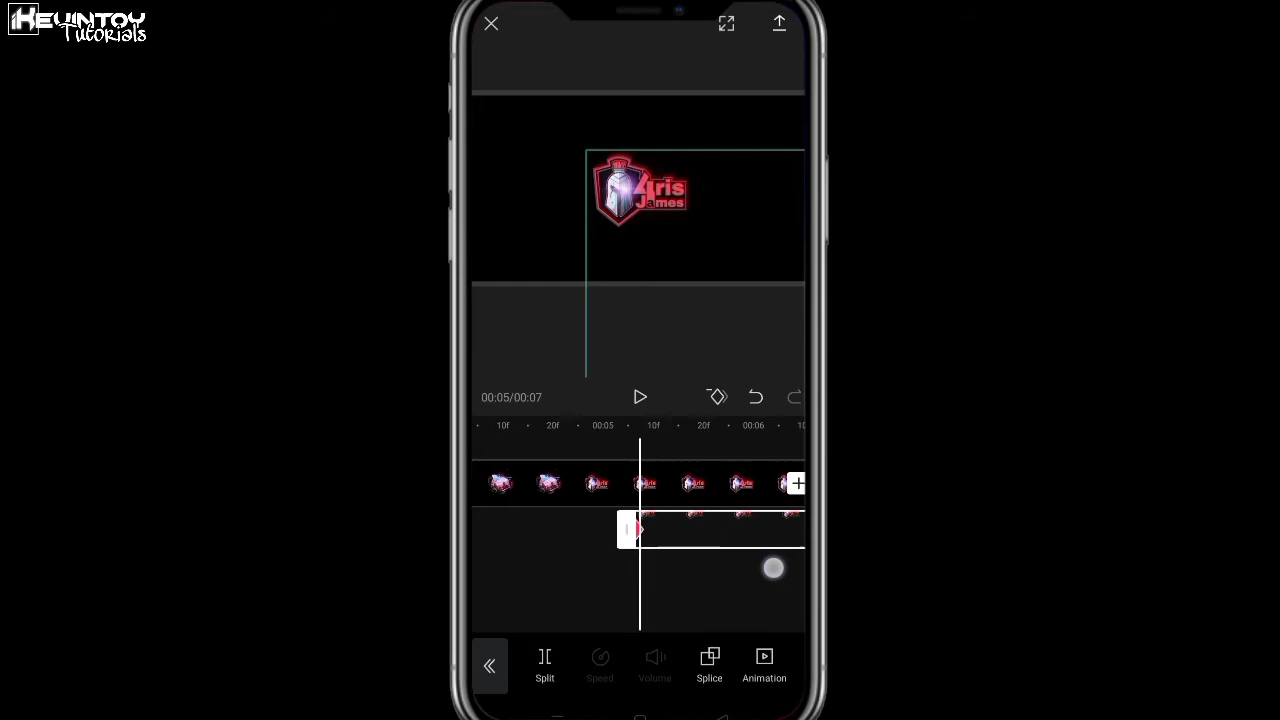 KEVINTOY
Tutorials
Aris
James
00:05/00:07
10f 20f 00:05 10f 20f 00:06 10
Split Speed Volume Splice Animation